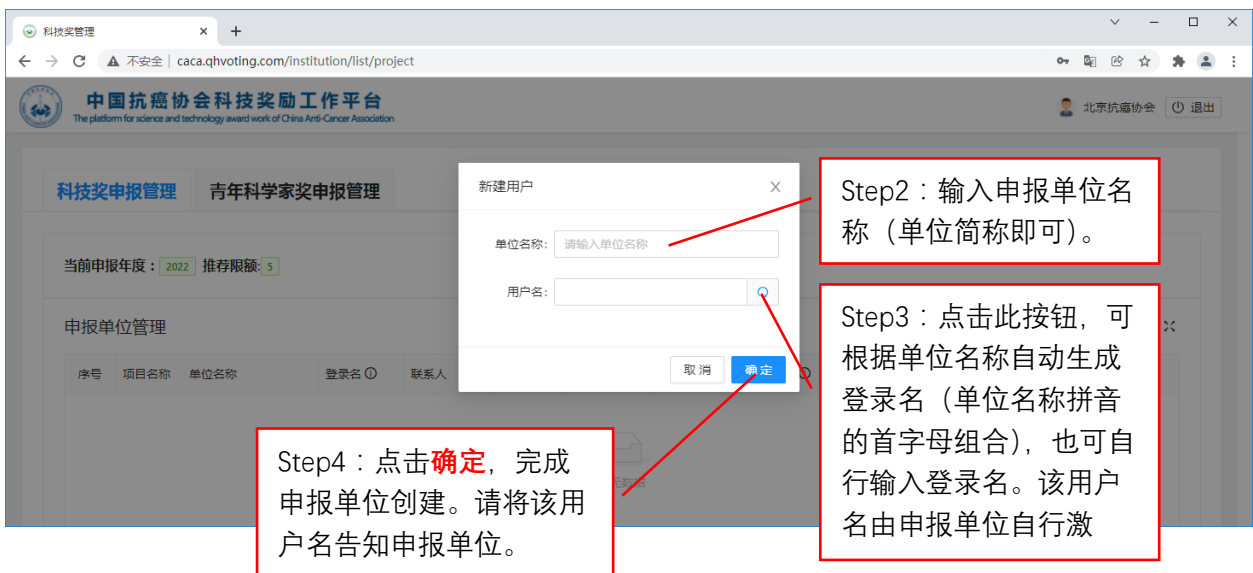 科技奖管理
不安全 | caca.qhvoting.com/institution/list/project
中国抗癌协会科技奖励工作平台
The platform for science and technology award work of China Anti-Cancer Association
北京抗癌协会 退出
科技奖申报管理 青年科学家奖申报管理
当前申报年度：2022 推荐限额: 5
申报单位管理
序号 项目名称 单位名称 登录名 联系人
新建用户
单位名称: 请输入单位名称
用户名:
取消 确定
Step2：输入申报单位名
称（单位简称即可）。
Step3：点击此按钮，可
根据单位名称自动生成
登录名（单位名称拼音
的首字母组合），也可自
行输入登录名。该用户
名由申报单位自行激
Step4：点击确定，完成
申报单位创建。请将该用
户名告知申报单位。